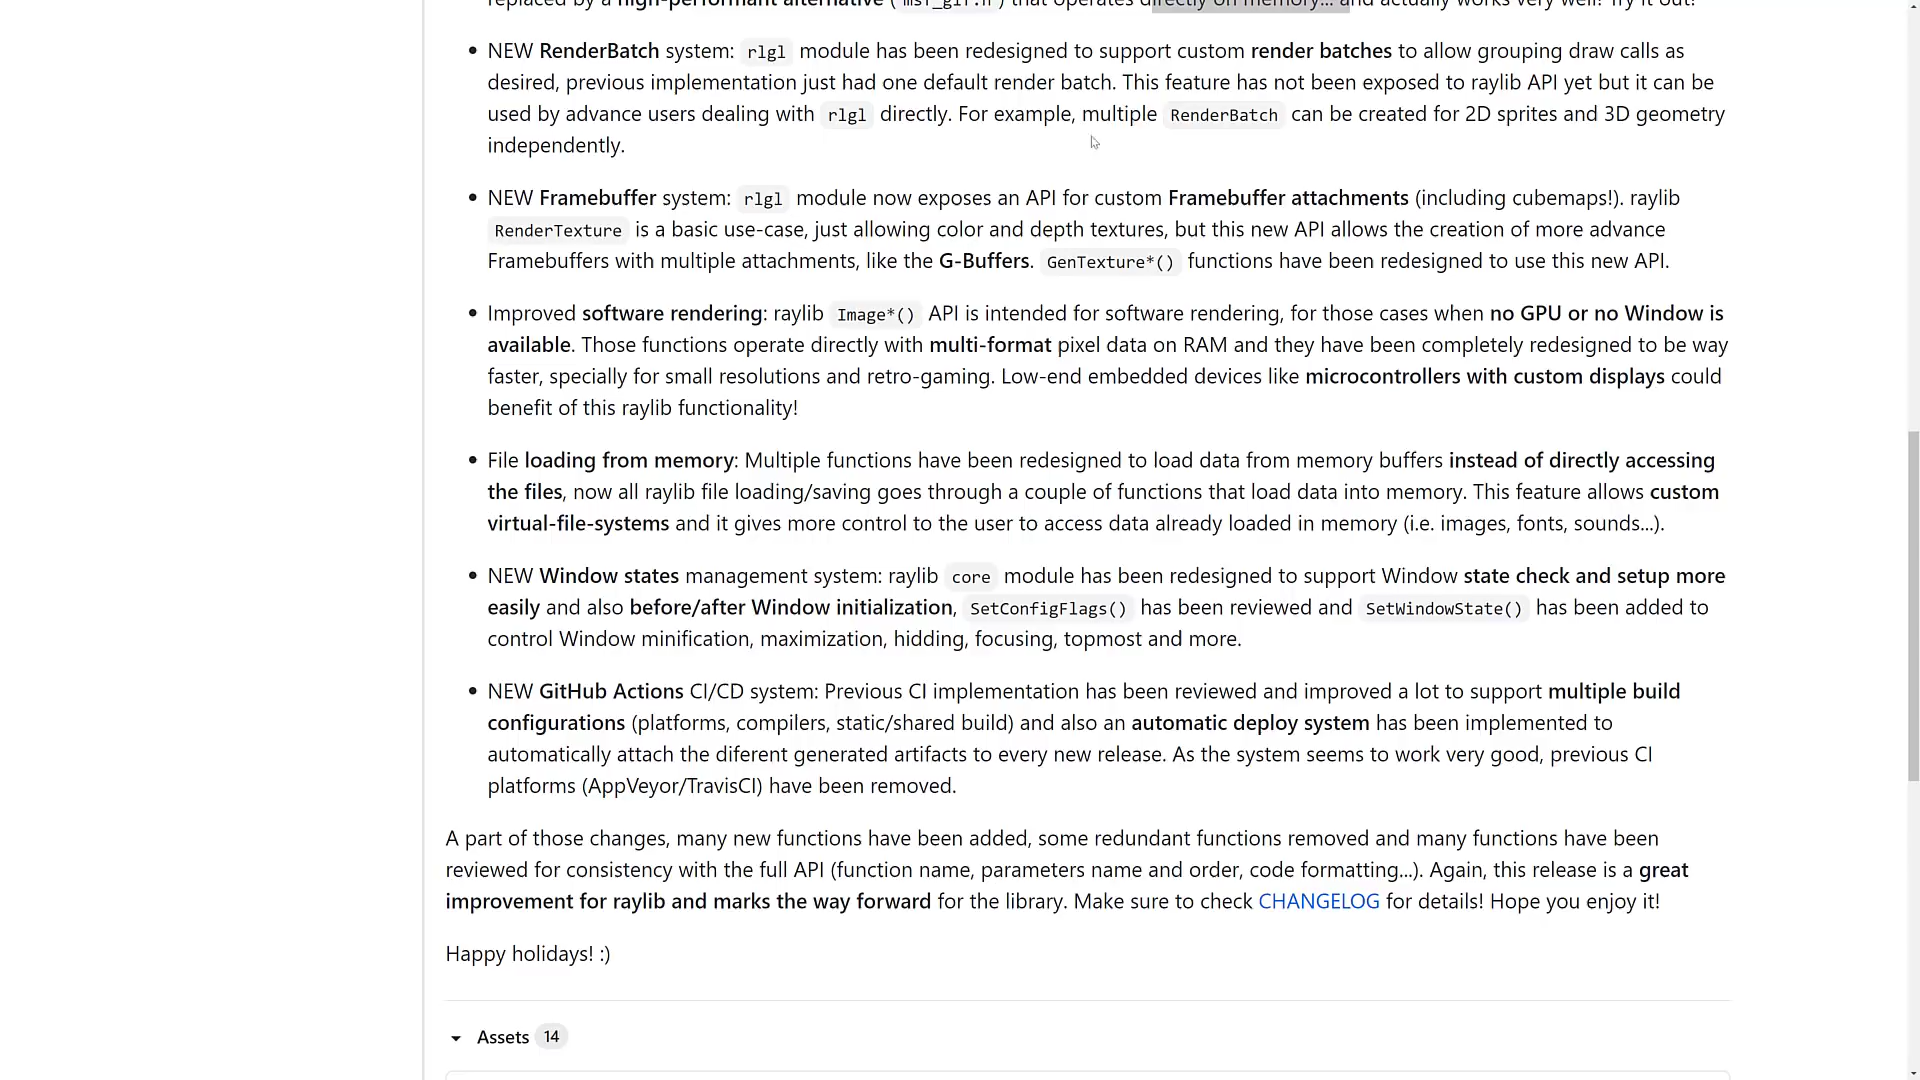 replaced by a high-performant alternative ( msf_gif.h ) that operates directly on memory... and actually works very well! Try it out!
NEW RenderBatch system: rlgl module has been redesigned to support custom render batches to allow grouping draw calls as
desired, previous implementation just had one default render batch. This feature has not been exposed to raylib API yet but it can be
used by advance users dealing with rlgl directly. For example, multiple RenderBatch can be created for 2D sprites and 3D geometry
independently.
NEW Framebuffer system: rlgl module now exposes an API for custom Framebuffer attachments (including cubemaps!). raylib
RenderTexture is a basic use-case, just allowing color and depth textures, but this new API allows the creation of more advance
Framebuffers with multiple attachments, like the G-Buffers. GenTexture*() functions have been redesigned to use this new API.
Improved software rendering: raylib Image*() API is intended for software rendering, for those cases when no GPU or no Window is
available. Those functions operate directly with multi-format pixel data on RAM and they have been completely redesigned to be way
faster, specially for small resolutions and retro-gaming. Low-end embedded devices like microcontrollers with custom displays could
benefit of this raylib functionality!
File loading from memory: Multiple functions have been redesigned to load data from memory buffers instead of directly accessing
the files, now all raylib file loading/saving goes through a couple of functions that load data into memory. This feature allows custom
virtual-file-systems and it gives more control to the user to access data already loaded in memory (i.e. images, fonts, sounds...).
NEW Window states management system: raylib core module has been redesigned to support Window state check and setup more
easily and also before/after Window initialization, SetConfigFlags() has been reviewed and SetWindowState() has been added to
control Window minification, maximization, hidding, focusing, topmost and more.
NEW GitHub Actions CI/CD system: Previous CI implementation has been reviewed and improved a lot to support multiple build
configurations (platforms, compilers, static/shared build) and also an automatic deploy system has been implemented to
automatically attach the diferent generated artifacts to every new release. As the system seems to work very good, previous CI
platforms (AppVeyor/TravisCI) have been removed.
A part of those changes, many new functions have been added, some redundant functions removed and many functions have been
reviewed for consistency with the full API (function name, parameters name and order, code formatting...). Again, this release is a great
improvement for raylib and marks the way forward for the library. Make sure to check CHANGELOG for details! Hope you enjoy it!
Happy holidays! :)
Assets 14